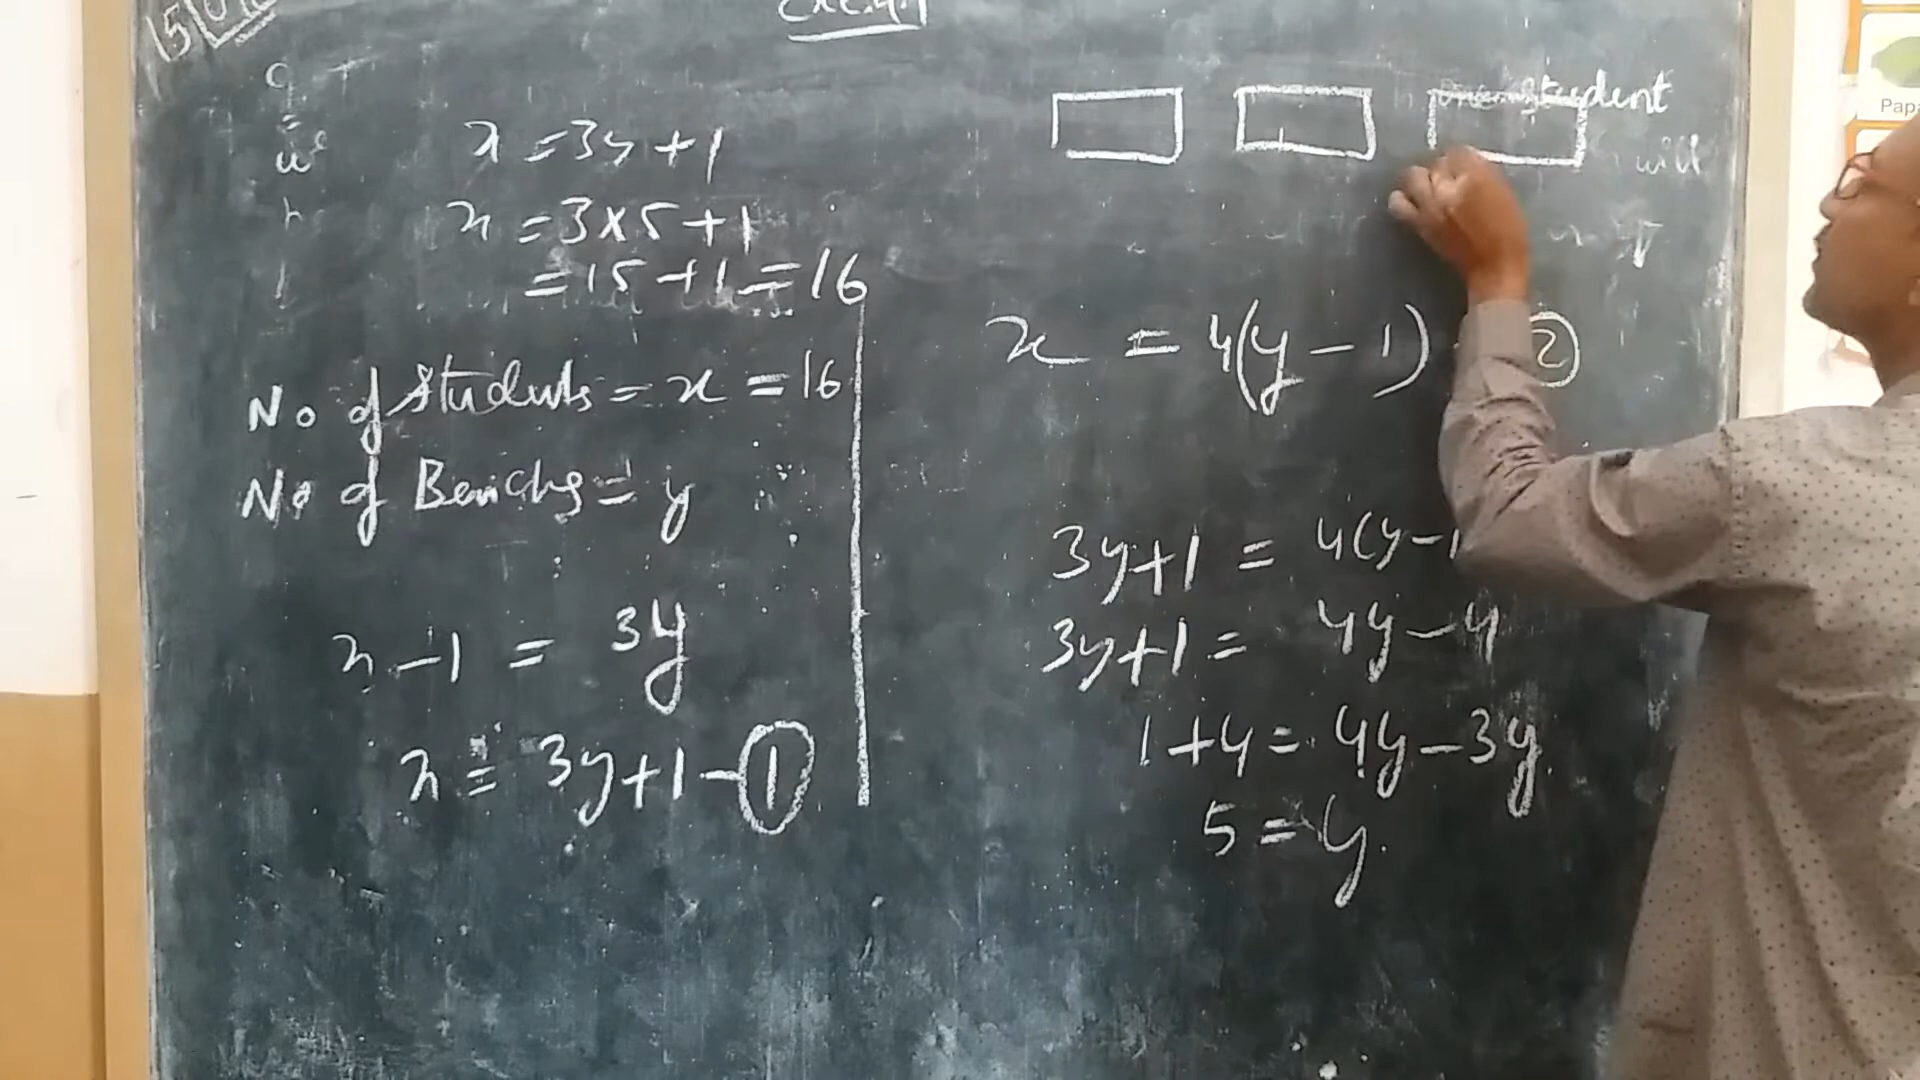 x = 3y + 1
x = 3 × 5 + 1
= 15 + 1 = 16
No of Students = x = 16
No of Benches = y
x - 1 = 3y
x = 3y + 1 - ①
student
will
x = 4(y - 1) ②
3y + 1 = 4(y - 1
3y + 1 = 4y - 4
1 + 4 = 4y - 3y
5 = y.
Papa